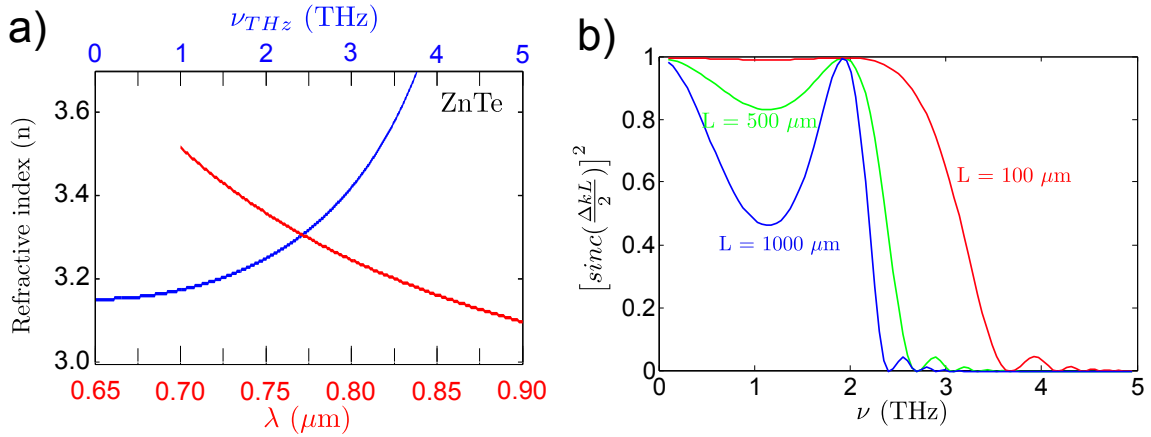 a)
ν_THz (THz)
0 1 2 3 4 5
ZnTe
Refractive index (n)
3.6
3.4
3.2
3.0
0.65 0.70 0.75 0.80 0.85 0.90
λ (μm)
b)
[sinc(ΔkL/2)]²
1
0.8
0.6
0.4
0.2
0
L = 500 μm
L = 100 μm
L = 1000 μm
0 1 2 3 4 5
ν (THz)